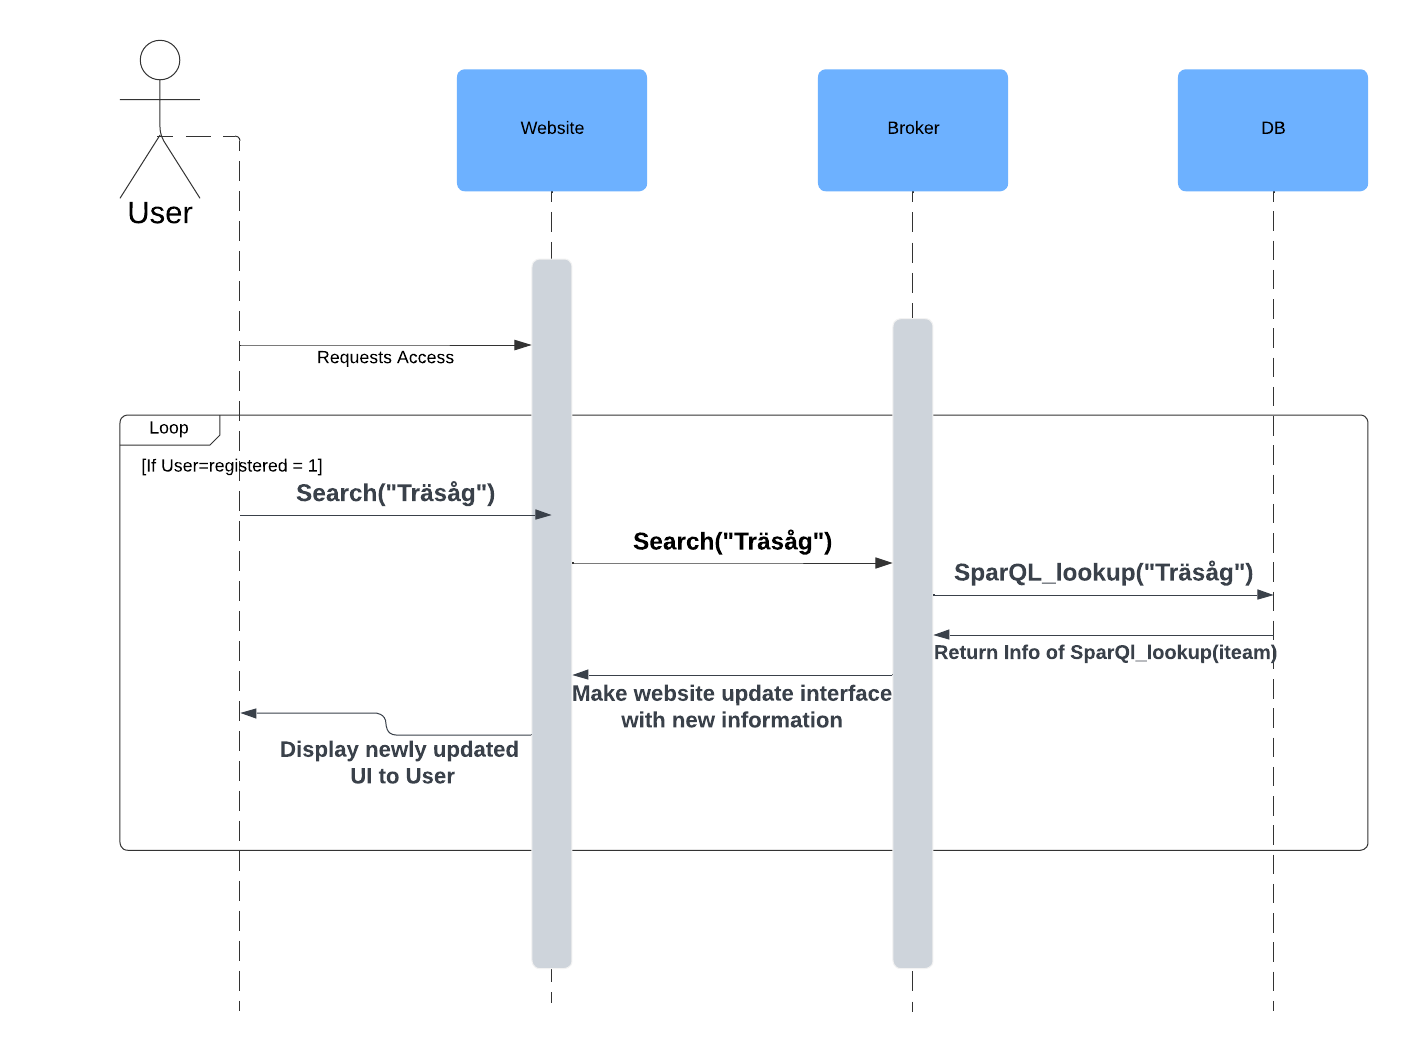 User
Website
Broker
DB
Requests Access
Loop
[If User=registered = 1]
Search("Träsåg")
Search("Träsåg")
SparQL_lookup("Träsåg")
Return Info of SparQl_lookup(iteam)
Make website update interface
with new information
Display newly updated
UI to User